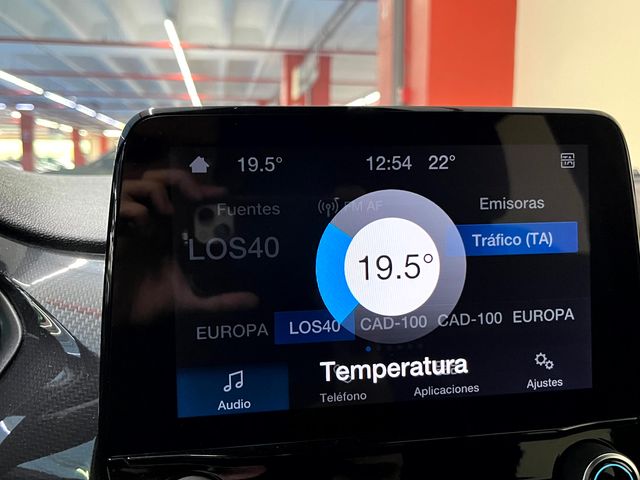 19.5° 12:54 22°
Fuentes FM AF Emisoras
LOS40 Tráfico (TA)
19.5°
EUROPA LOS40 CAD-100 CAD-100 EUROPA
Temperatura
Audio Teléfono Aplicaciones Ajustes